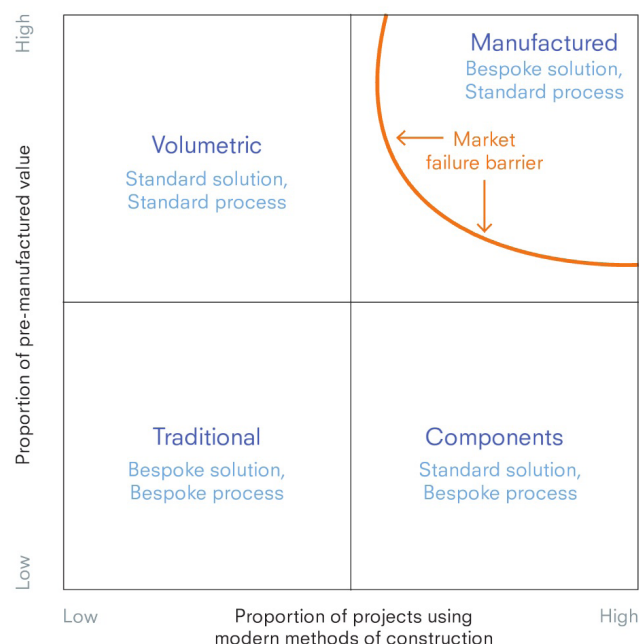 High
Proportion of pre-manufactured value
Low
Manufactured
Bespoke solution,
Standard process
Market
failure barrier
Volumetric
Standard solution,
Standard process
Traditional
Bespoke solution,
Bespoke process
Components
Standard solution,
Bespoke process
Low
Proportion of projects using
modern methods of construction
High